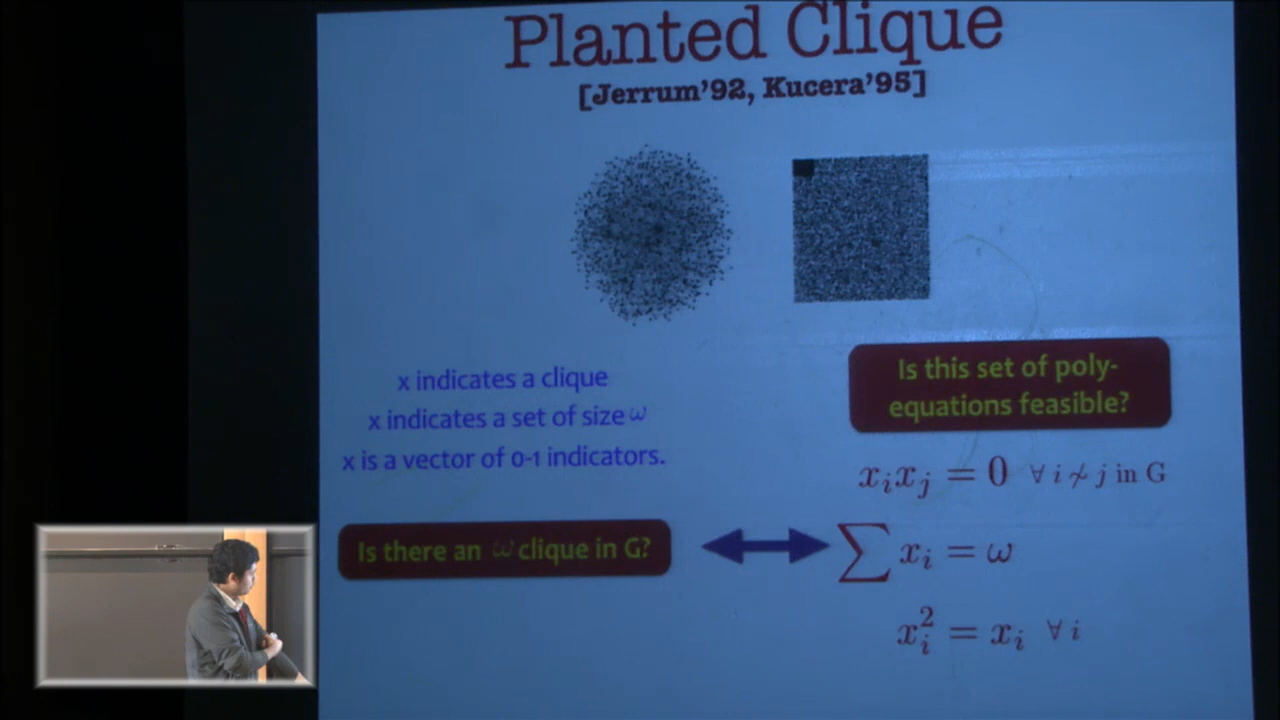 Planted Clique
[Jerrum'92, Kucera'95]
x indicates a clique
x indicates a set of size ω
x is a vector of 0-1 indicators.
Is there an ω clique in G?
Is this set of poly-
equations feasible?
x_i x_j = 0 ∀ i ≁ j in G
∑ x_i = ω
x_i^2 = x_i ∀ i